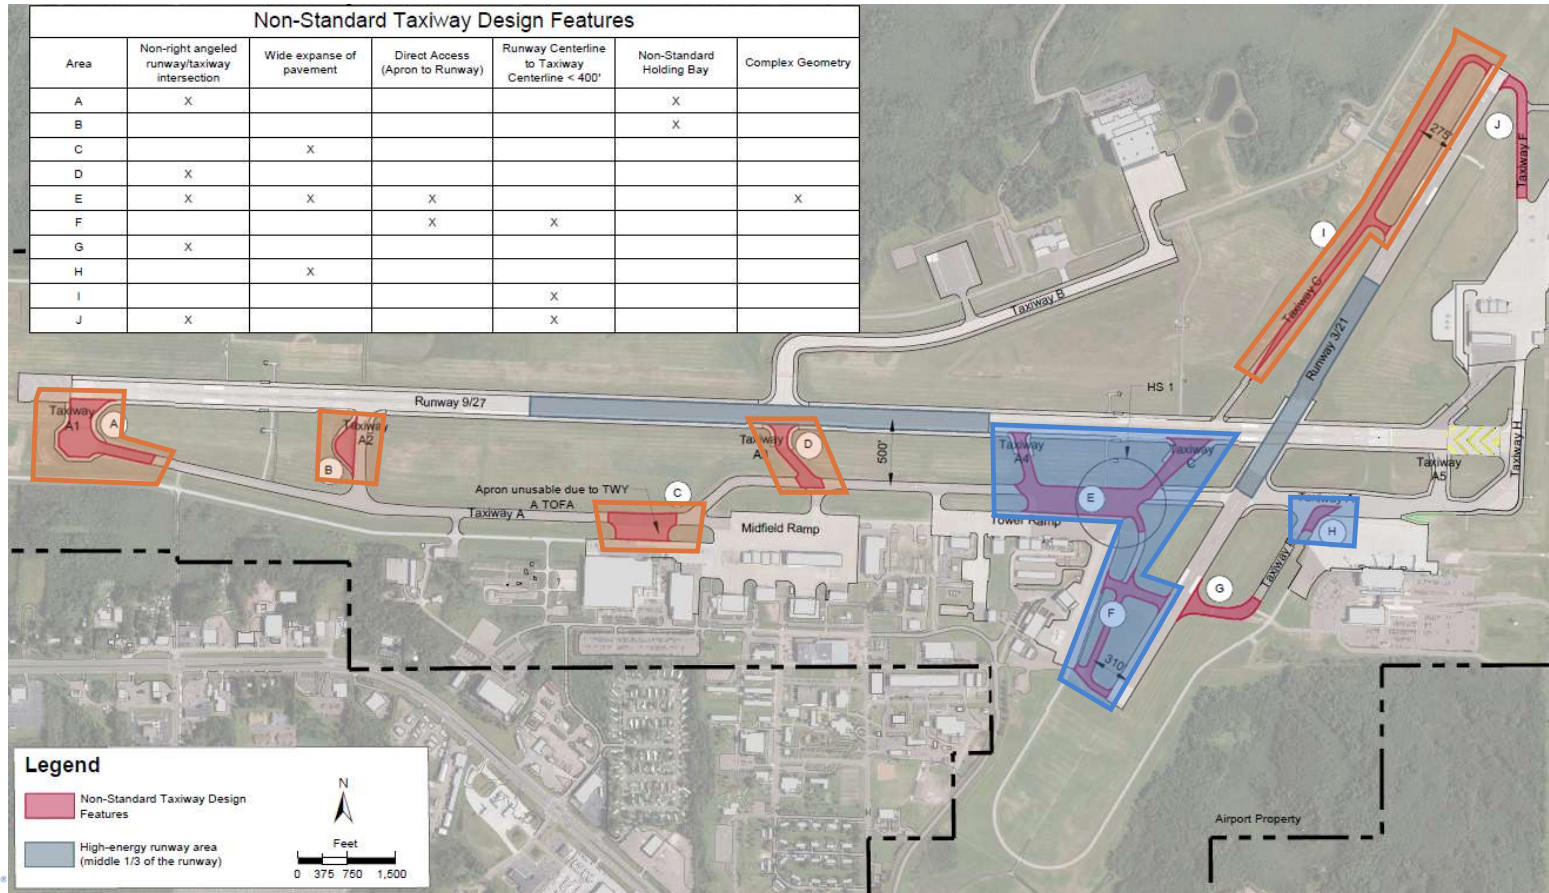 Non-Standard Taxiway Design Features
Area
Non-right angeled
runway/taxiway
intersection
Wide expanse of
pavement
Direct Access
(Apron to Runway)
Runway Centerline
to Taxiway
Centerline < 400'
Non-Standard
Holding Bay
Complex Geometry
A X X
B X
C X
D X
E X X X X
F X X
G X
H X
I X
J X X
275'
J
Taxiway F
I
Taxiway C
Taxiway B
Runway 3/21
HS 1
Taxiway
A1
A
Runway 9/27
Taxiway
A2
B
Taxiway
D
500'
Taxiway
A4
Taxiway
C
Taxiway H
Taxiway
A5
Apron unusable due to TWY
A TOFA
C
E
Taxiway A
Midfield Ramp
Tower Ramp
H
Taxiway
G
F
310'
Legend
Non-Standard Taxiway Design
Features
High-energy runway area
(middle 1/3 of the runway)
N
Feet
0 375 750 1,500
Airport Property